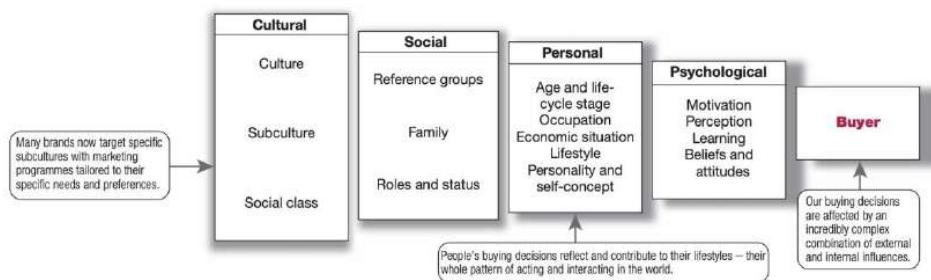 Cultural
Culture
Subculture
Social class
Social
Reference groups
Family
Roles and status
Personal
Age and life-
cycle stage
Occupation
Economic situation
Lifestyle
Personality and
self-concept
Psychological
Motivation
Perception
Learning
Beliefs and
attitudes
Buyer
Many brands now target specific
subcultures with marketing
programmes tailored to their
specific needs and preferences.
People's buying decisions reflect and contribute to their lifestyles – their
whole pattern of acting and interacting in the world.
Our buying decisions
are affected by an
incredibly complex
combination of external
and internal influences.